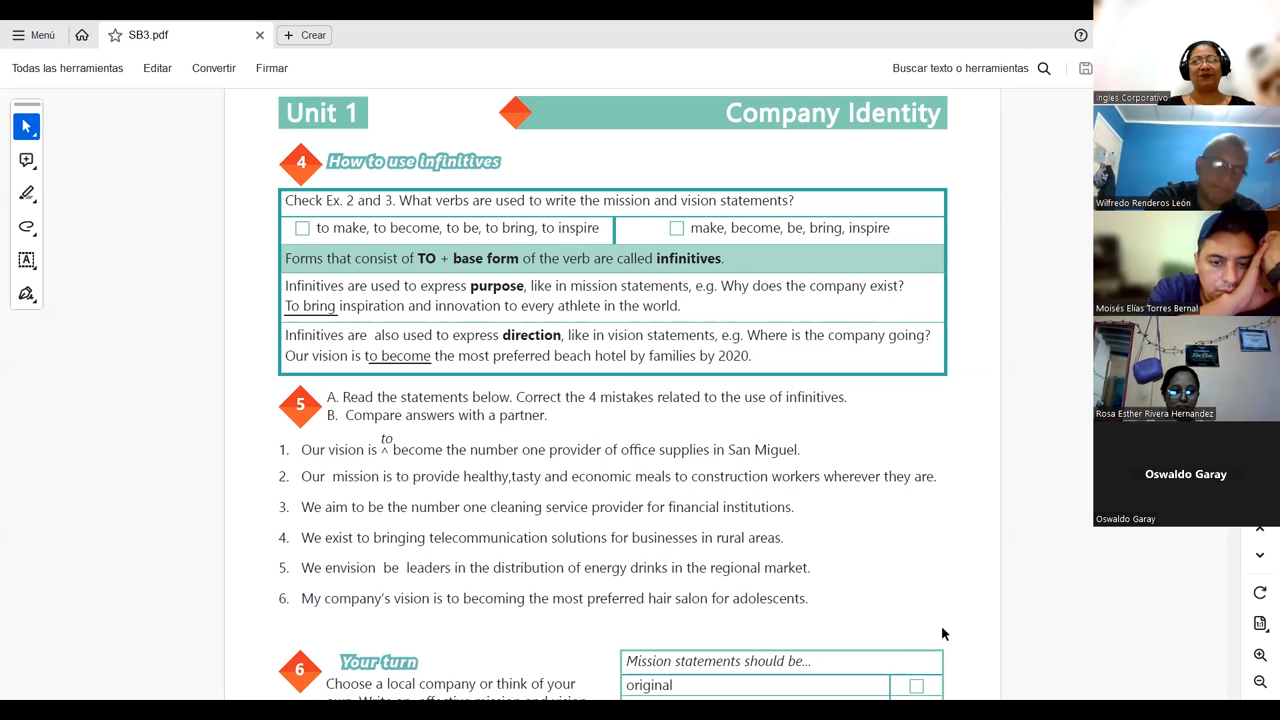 Menú
SB3.pdf
Crear
Todas las herramientas
Editar
Convertir
Firmar
Buscar texto o herramientas
Unit 1
Company Identity
4 How to use infinitives
Check Ex. 2 and 3. What verbs are used to write the mission and vision statements?
to make, to become, to be, to bring, to inspire
make, become, be, bring, inspire
Forms that consist of TO + base form of the verb are called infinitives.
Infinitives are used to express purpose, like in mission statements, e.g. Why does the company exist?
To bring inspiration and innovation to every athlete in the world.
Infinitives are also used to express direction, like in vision statements, e.g. Where is the company going?
Our vision is to become the most preferred beach hotel by families by 2020.
5 A. Read the statements below. Correct the 4 mistakes related to the use of infinitives.
B. Compare answers with a partner.
to
1. Our vision is ^ become the number one provider of office supplies in San Miguel.
2. Our mission is to provide healthy,tasty and economic meals to construction workers wherever they are.
3. We aim to be the number one cleaning service provider for financial institutions.
4. We exist to bringing telecommunication solutions for businesses in rural areas.
5. We envision be leaders in the distribution of energy drinks in the regional market.
6. My company's vision is to becoming the most preferred hair salon for adolescents.
6 Your turn
Choose a local company or think of your
Mission statements should be...
original
Ingles Corporativo
Wilfredo Renderos León
Moisés Elías Torres Bernal
Rosa Esther Rivera Hernandez
Oswaldo Garay
Oswaldo Garay